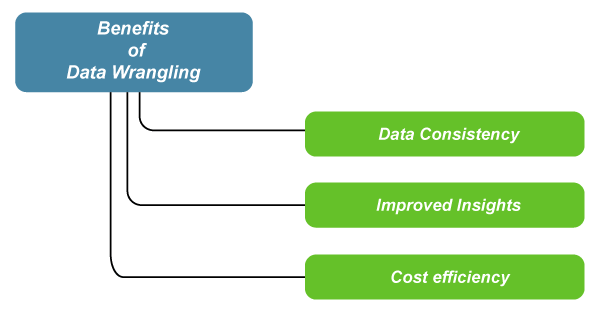 Benefits
of
Data Wrangling
Data Consistency
Improved Insights
Cost efficiency